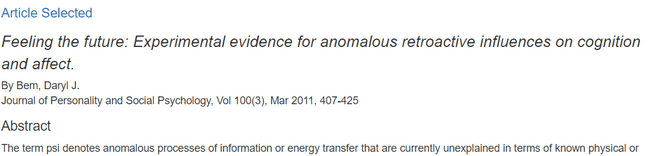 Article Selected
Feeling the future: Experimental evidence for anomalous retroactive influences on cognition
and affect.
By Bem, Daryl J.
Journal of Personality and Social Psychology, Vol 100(3), Mar 2011, 407-425
Abstract
The term psi denotes anomalous processes of information or energy transfer that are currently unexplained in terms of known physical or